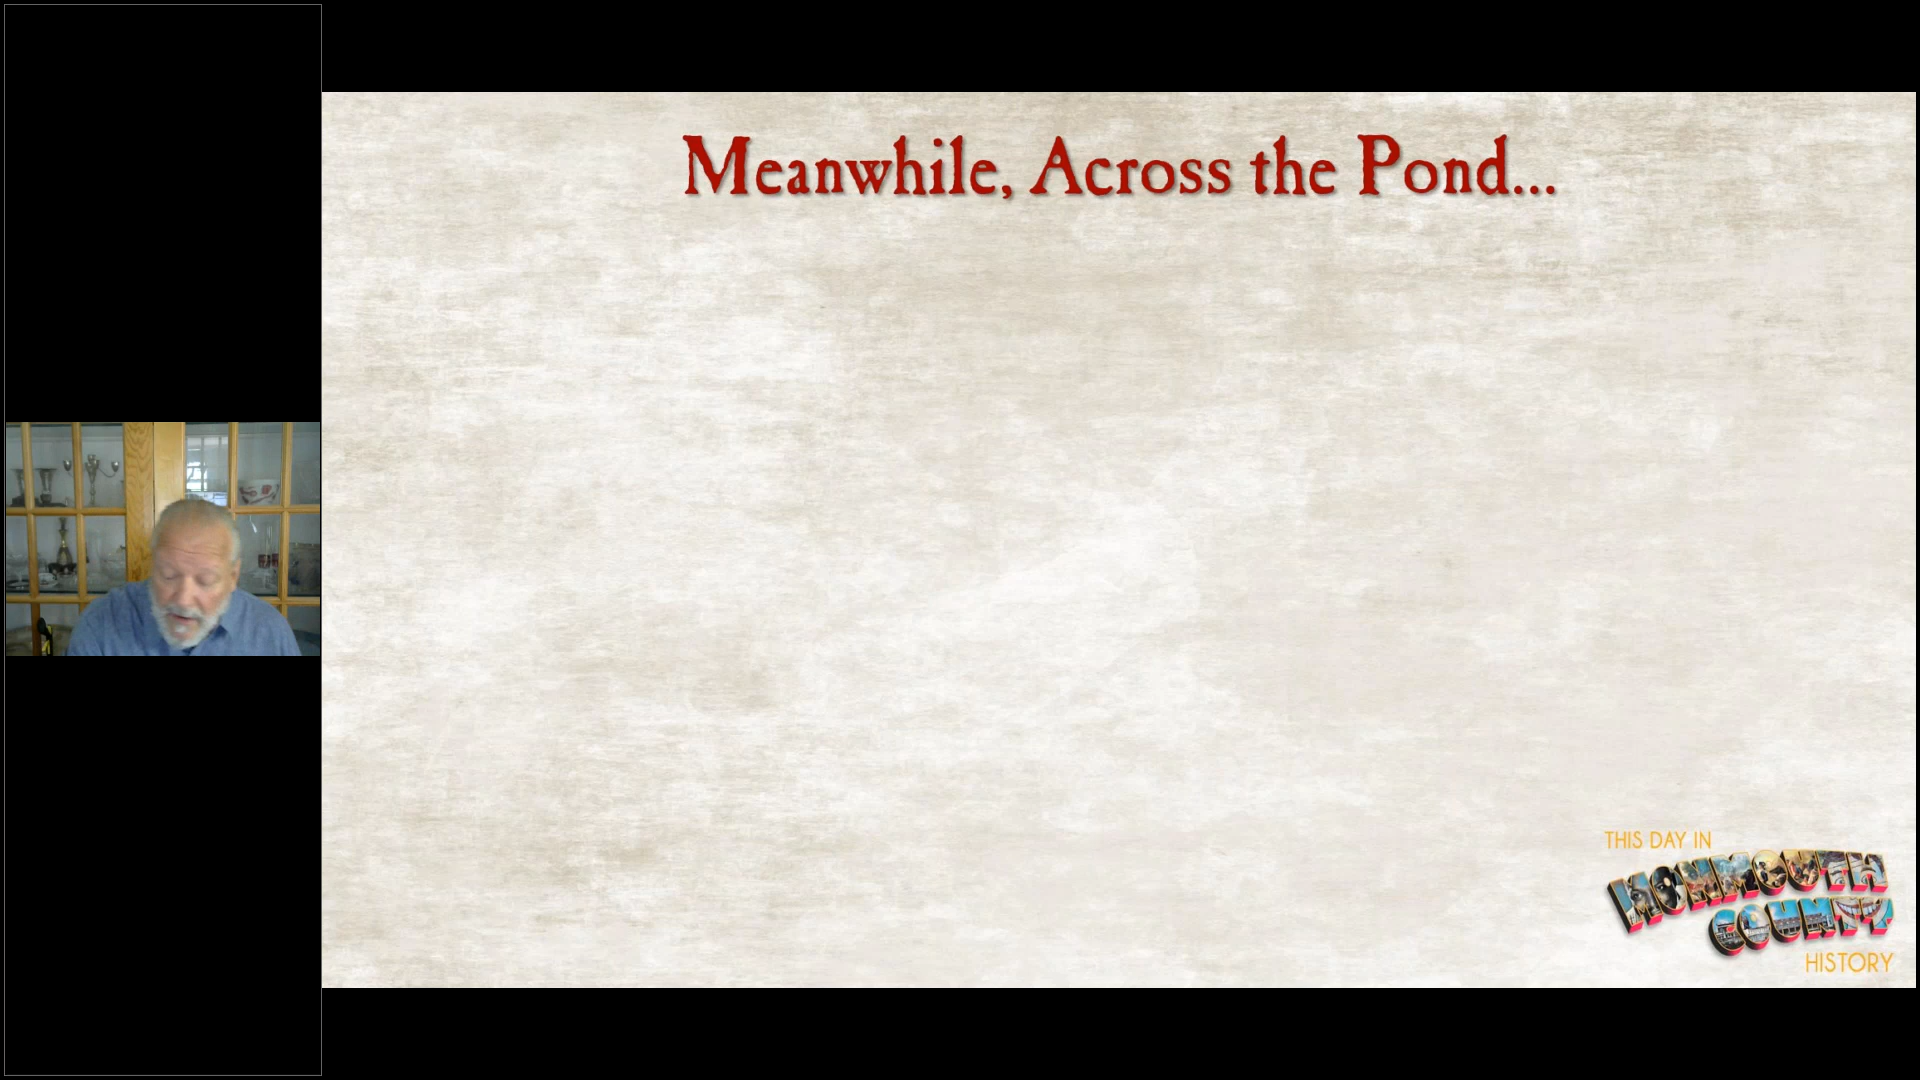 Meanwhile, Across the Pond...
THIS DAY IN
MONMOUTH
COUNTY
HISTORY